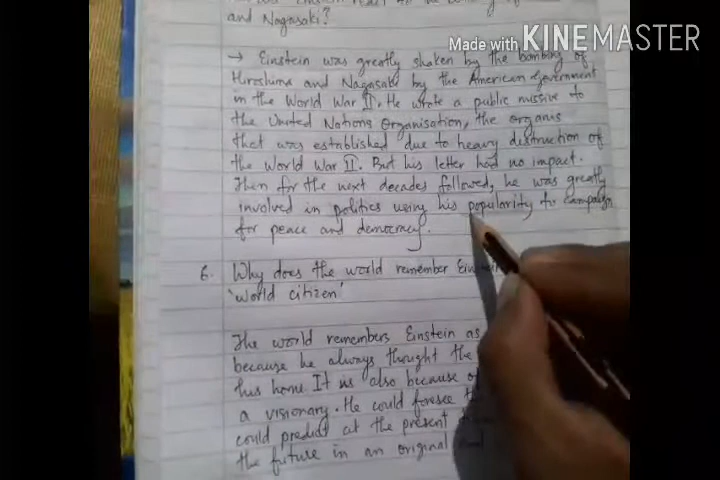 and Nagasaki?
Made with KINEMASTER
→ Einstein was greatly shaken by the bombing of
Hiroshima and Nagasaki by the American Government
in the World War II. He wrote a public missive to
the United Nations Organisation, the organis
that was established due to heavy distruction of
the World War II. But his letter had no impact.
Then for the next decades followed, he was greatly
involved in politics using his popularity to campaign
for peace and democracy.
6. Why does the world remember Einstein
'world citizen'
The world remembers Einstein as
because he always thought the
his home. It is also because of
a visionary. He could foresee
could predict at the present
the future in an original